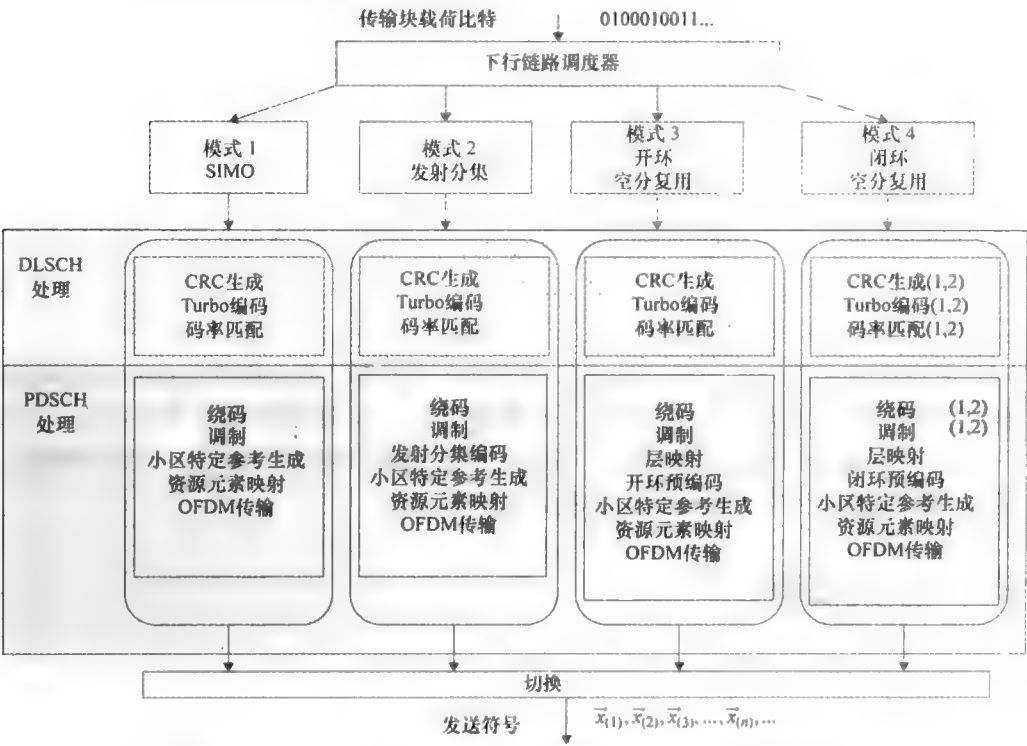 传输块载荷比特 0100010011...
下行链路调度器
模式 1
SIMO
模式 2
发射分集
模式 3
开环
空分复用
模式 4
闭环
空分复用
DLSCH
处理
CRC生成
Turbo编码
码率匹配
CRC生成
Turbo编码
码率匹配
CRC生成
Turbo编码
码率匹配
CRC生成(1,2)
Turbo编码(1,2)
码率匹配(1,2)
PDSCH
处理
绕码
调制
小区特定参考生成
资源元素映射
OFDM传输
绕码
调制
发射分集编码
小区特定参考生成
资源元素映射
OFDM传输
绕码
调制
层映射
开环预编码
小区特定参考生成
资源元素映射
OFDM传输
绕码 (1,2)
调制 (1,2)
层映射
闭环预编码
小区特定参考生成
资源元素映射
OFDM传输
切换
发送符号 x⃗(1), x⃗(2), x⃗(3), ..., x⃗(n), ...